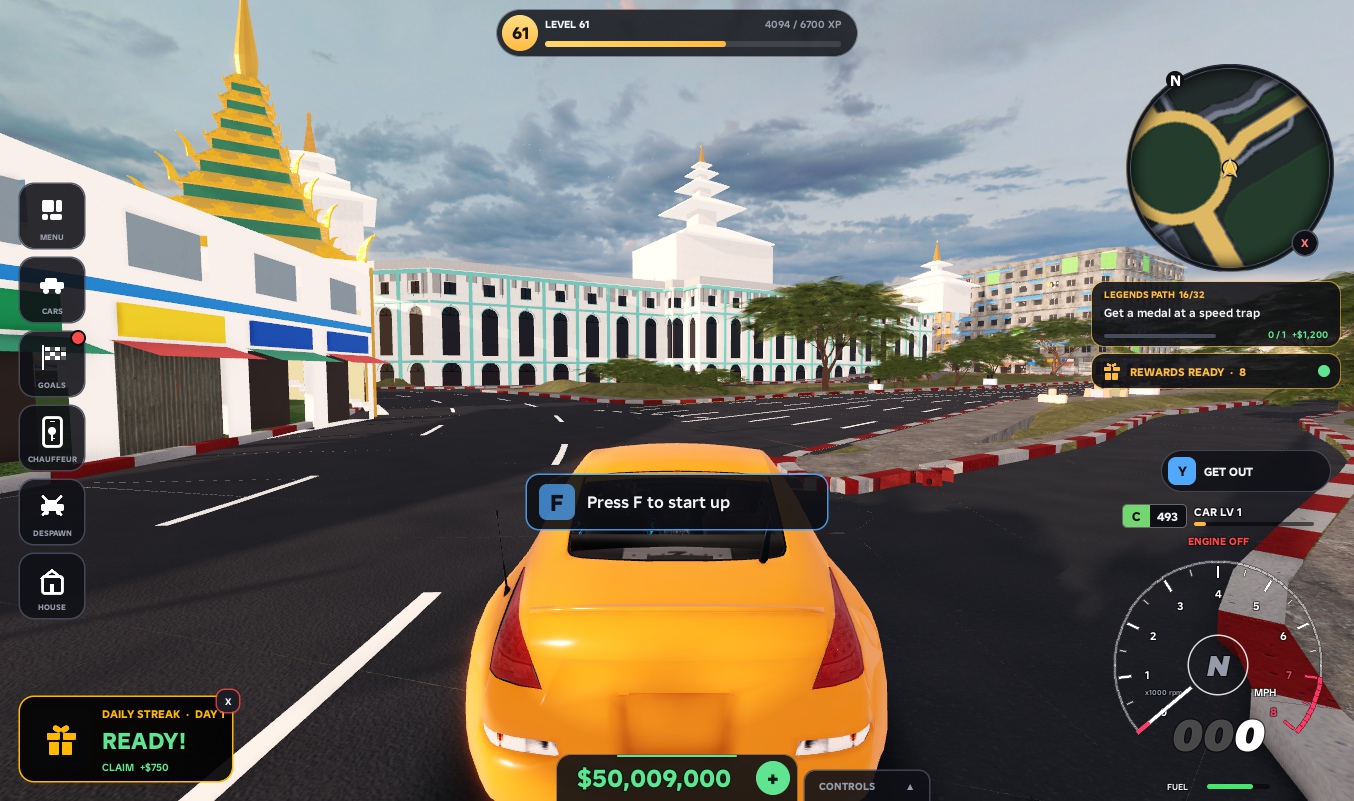 61
LEVEL 61
4094 / 6700 XP
N
X
MENU
CARS
GOALS
CHAUFFEUR
DESPAWN
HOUSE
LEGENDS PATH 16/32
Get a medal at a speed trap
0 / 1 +$1,200
REWARDS READY · 8
Y GET OUT
C 493 CAR LV 1
ENGINE OFF
F Press F to start up
1 2 3 4 5 6 7 8
x1000 rpm
N
MPH
000
FUEL
DAILY STREAK · DAY 1
X
READY!
CLAIM +$750
$50,009,000
+
CONTROLS ▲